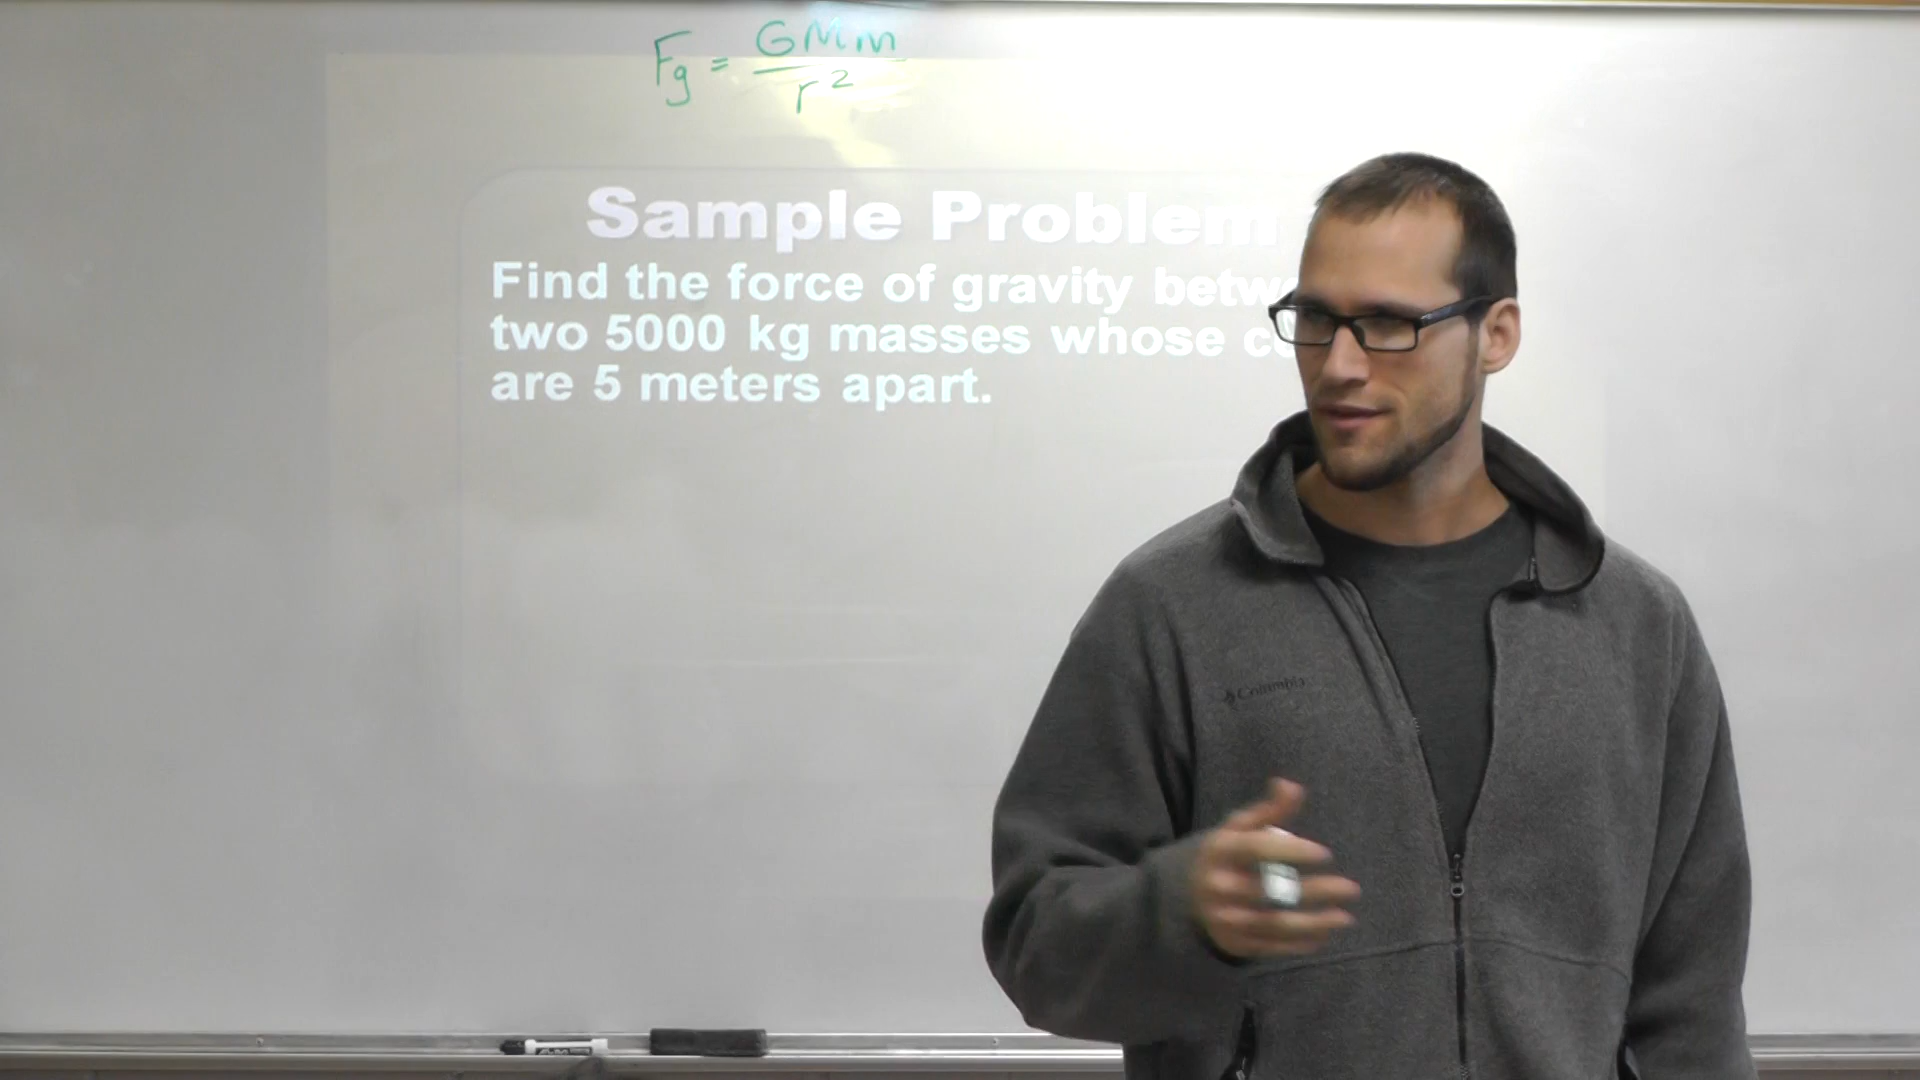 Fg = GMm / r²
Sample Problem
Find the force of gravity
two 5000 kg masses whose
are 5 meters apart.
Columbia